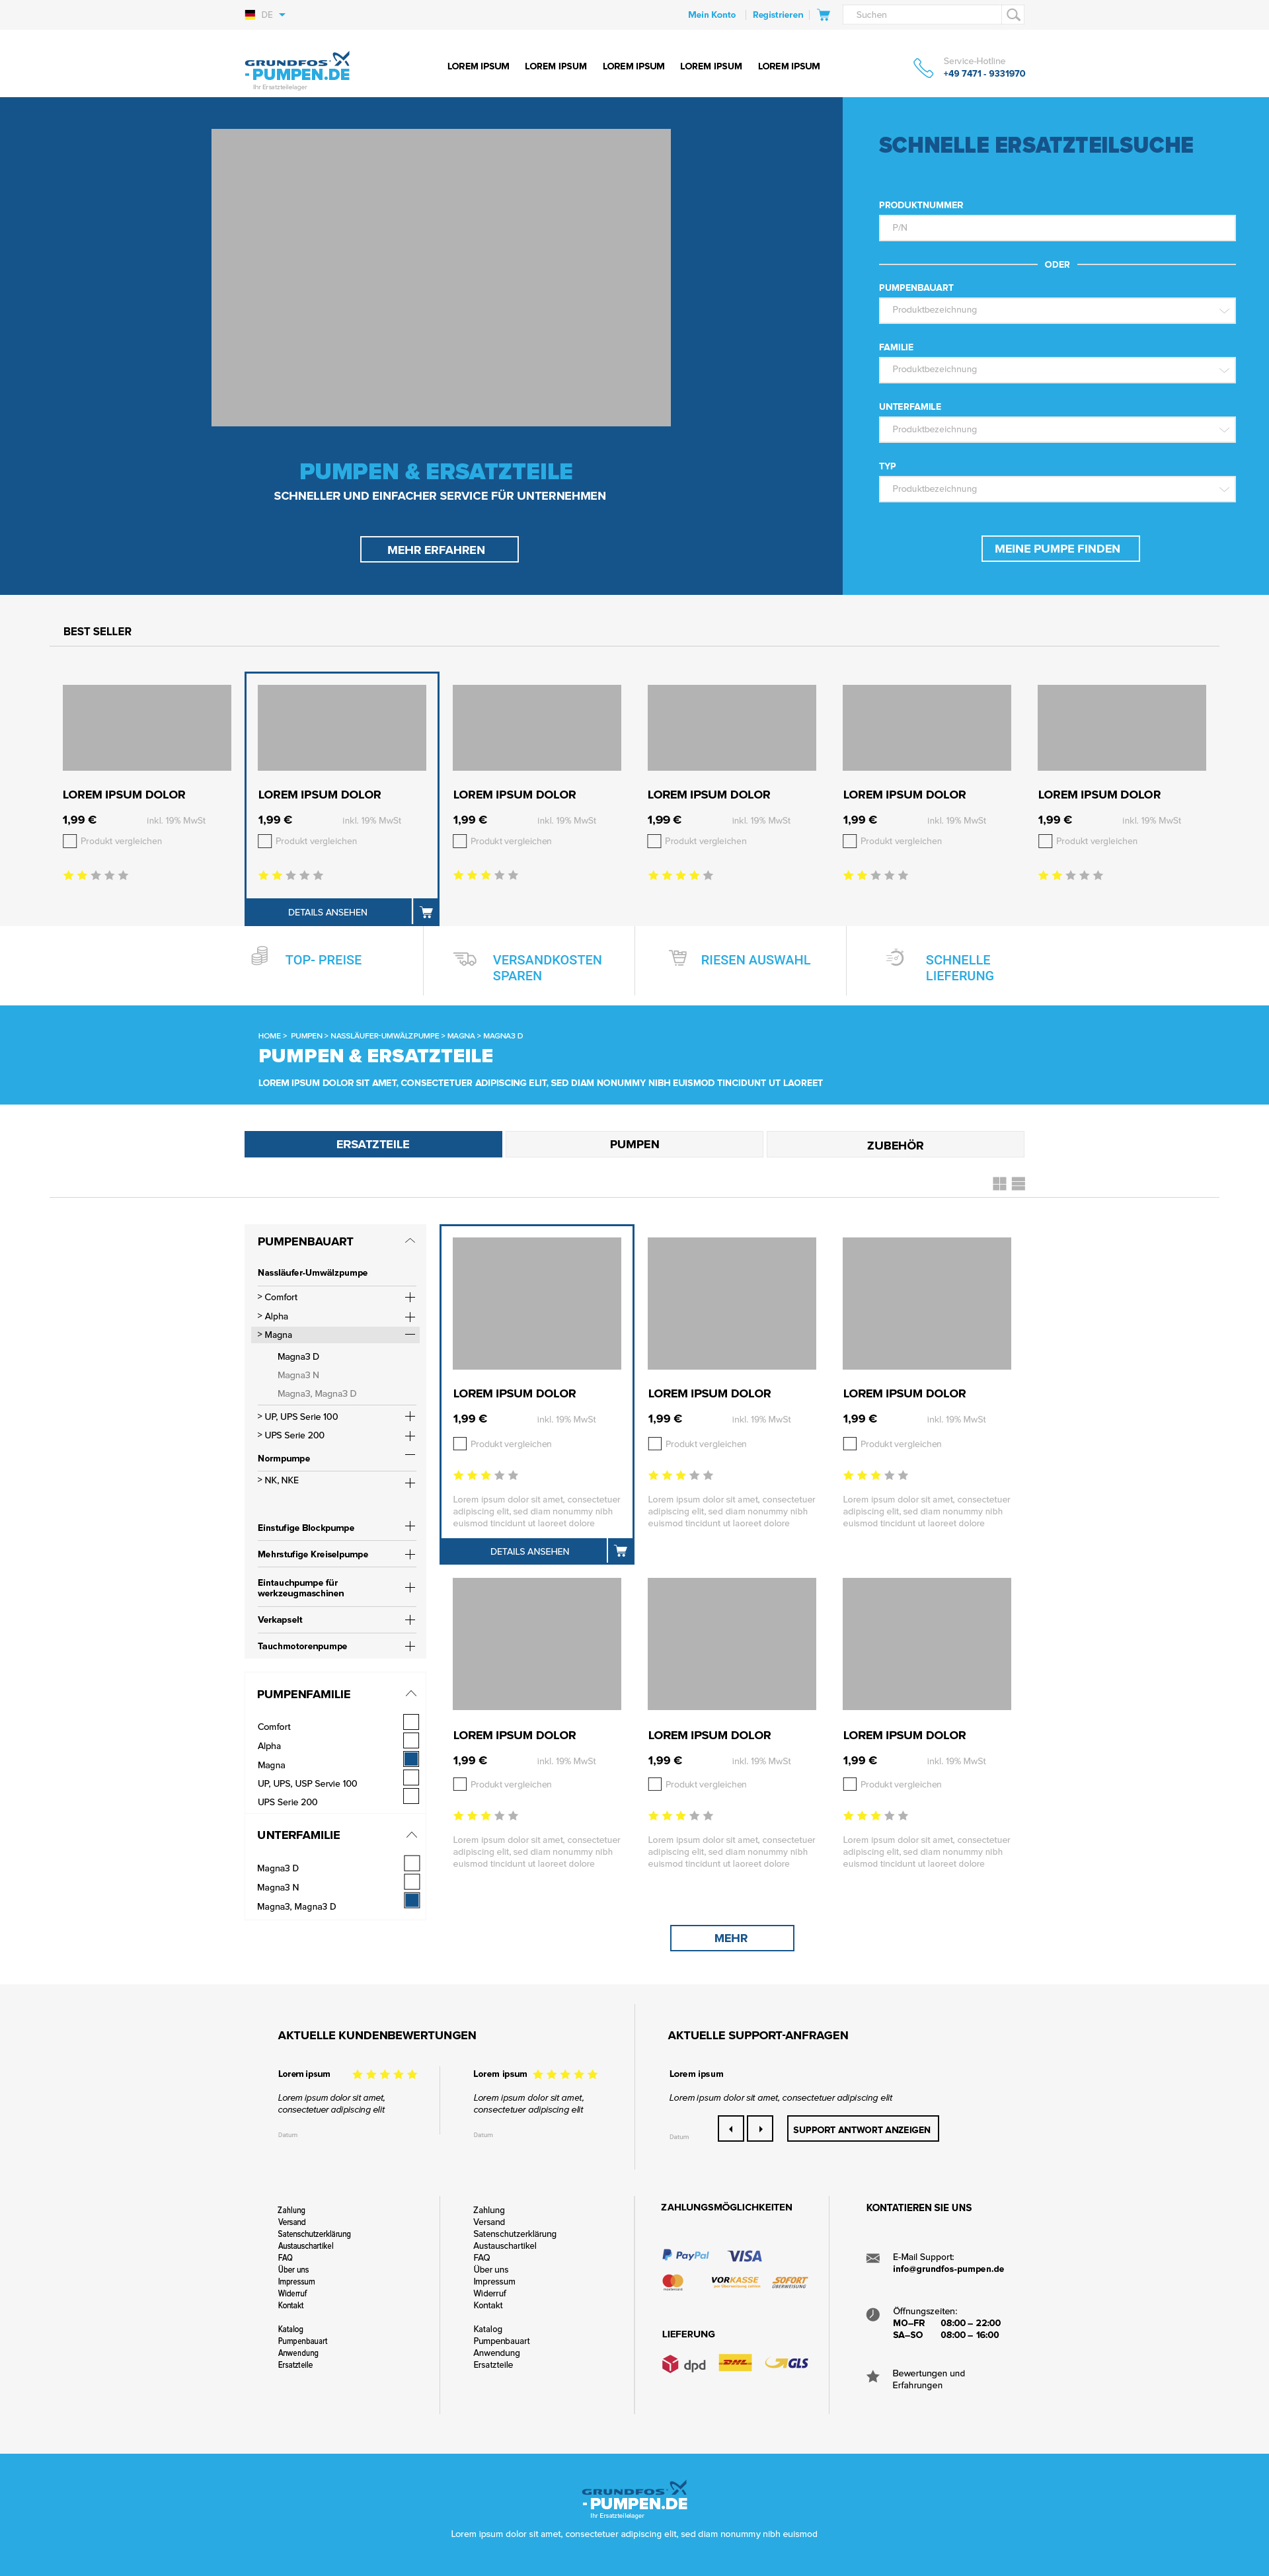 DE
Mein Konto
Registrieren
Suchen
GRUNDFOS
- PUMPEN.DE
Ihr Ersatzteilelager
LOREM IPSUM
LOREM IPSUM
LOREM IPSUM
LOREM IPSUM
LOREM IPSUM
Service-Hotline
+49 7471 - 9331970
PUMPEN & ERSATZTEILE
SCHNELLER UND EINFACHER SERVICE FÜR UNTERNEHMEN
MEHR ERFAHREN
SCHNELLE ERSATZTEILSUCHE
PRODUKTNUMMER
P/N
ODER
PUMPENBAUART
Produktbezeichnung
FAMILIE
Produktbezeichnung
UNTERFAMILE
Produktbezeichnung
TYP
Produktbezeichnung
MEINE PUMPE FINDEN
BEST SELLER
LOREM IPSUM DOLOR
1,99 €
inkl. 19% MwSt
Produkt vergleichen
LOREM IPSUM DOLOR
1,99 €
inkl. 19% MwSt
Produkt vergleichen
DETAILS ANSEHEN
LOREM IPSUM DOLOR
1,99 €
inkl. 19% MwSt
Produkt vergleichen
LOREM IPSUM DOLOR
1,99 €
inkl. 19% MwSt
Produkt vergleichen
LOREM IPSUM DOLOR
1,99 €
inkl. 19% MwSt
Produkt vergleichen
LOREM IPSUM DOLOR
1,99 €
inkl. 19% MwSt
Produkt vergleichen
TOP- PREISE
VERSANDKOSTEN
SPAREN
RIESEN AUSWAHL
SCHNELLE
LIEFERUNG
HOME > PUMPEN > NASSLÄUFER-UMWÄLZPUMPE > MAGNA > MAGNA3 D
PUMPEN & ERSATZTEILE
LOREM IPSUM DOLOR SIT AMET, CONSECTETUER ADIPISCING ELIT, SED DIAM NONUMMY NIBH EUISMOD TINCIDUNT UT LAOREET
ERSATZTEILE
PUMPEN
ZUBEHÖR
PUMPENBAUART
Nassläufer-Umwälzpumpe
> Comfort
> Alpha
> Magna
Magna3 D
Magna3 N
Magna3, Magna3 D
> UP, UPS Serie 100
> UPS Serie 200
Normpumpe
> NK, NKE
Einstufige Blockpumpe
Mehrstufige Kreiselpumpe
Eintauchpumpe für
werkzeugmaschinen
Verkapselt
Tauchmotorenpumpe
PUMPENFAMILIE
Comfort
Alpha
Magna
UP, UPS, USP Servie 100
UPS Serie 200
UNTERFAMILIE
Magna3 D
Magna3 N
Magna3, Magna3 D
LOREM IPSUM DOLOR
1,99 €
inkl. 19% MwSt
Produkt vergleichen
Lorem ipsum dolor sit amet, consectetuer
adipiscing elit, sed diam nonummy nibh
euismod tincidunt ut laoreet dolore
DETAILS ANSEHEN
LOREM IPSUM DOLOR
1,99 €
inkl. 19% MwSt
Produkt vergleichen
Lorem ipsum dolor sit amet, consectetuer
adipiscing elit, sed diam nonummy nibh
euismod tincidunt ut laoreet dolore
LOREM IPSUM DOLOR
1,99 €
inkl. 19% MwSt
Produkt vergleichen
Lorem ipsum dolor sit amet, consectetuer
adipiscing elit, sed diam nonummy nibh
euismod tincidunt ut laoreet dolore
LOREM IPSUM DOLOR
1,99 €
inkl. 19% MwSt
Produkt vergleichen
Lorem ipsum dolor sit amet, consectetuer
adipiscing elit, sed diam nonummy nibh
euismod tincidunt ut laoreet dolore
LOREM IPSUM DOLOR
1,99 €
inkl. 19% MwSt
Produkt vergleichen
Lorem ipsum dolor sit amet, consectetuer
adipiscing elit, sed diam nonummy nibh
euismod tincidunt ut laoreet dolore
LOREM IPSUM DOLOR
1,99 €
inkl. 19% MwSt
Produkt vergleichen
Lorem ipsum dolor sit amet, consectetuer
adipiscing elit, sed diam nonummy nibh
euismod tincidunt ut laoreet dolore
MEHR
AKTUELLE KUNDENBEWERTUNGEN
Lorem ipsum
Lorem ipsum dolor sit amet,
consectetuer adipiscing elit
Datum
Lorem ipsum
Lorem ipsum dolor sit amet,
consectetuer adipiscing elit
Datum
AKTUELLE SUPPORT-ANFRAGEN
Lorem ipsum
Lorem ipsum dolor sit amet, consectetuer adipiscing elit
Datum
SUPPORT ANTWORT ANZEIGEN
Zahlung
Versand
Satenschutzerklärung
Austauschartikel
FAQ
Über uns
Impressum
Widerruf
Kontakt
Katalog
Pumpenbauart
Anwendung
Ersatzteile
Zahlung
Versand
Satenschutzerklärung
Austauschartikel
FAQ
Über uns
Impressum
Widerruf
Kontakt
Katalog
Pumpenbauart
Anwendung
Ersatzteile
ZAHLUNGSMÖGLICHKEITEN
PayPal
VISA
VORKASSE
SOFORT
ÜBERWEISUNG
LIEFERUNG
dpd
DHL
GLS
KONTATIEREN SIE UNS
E-Mail Support:
info@grundfos-pumpen.de
Öffnungszeiten:
MO–FR 08:00 – 22:00
SA–SO 08:00 – 16:00
Bewertungen und
Erfahrungen
GRUNDFOS
- PUMPEN.DE
Ihr Ersatzteilelager
Lorem ipsum dolor sit amet, consectetuer adipiscing elit, sed diam nonummy nibh euismod